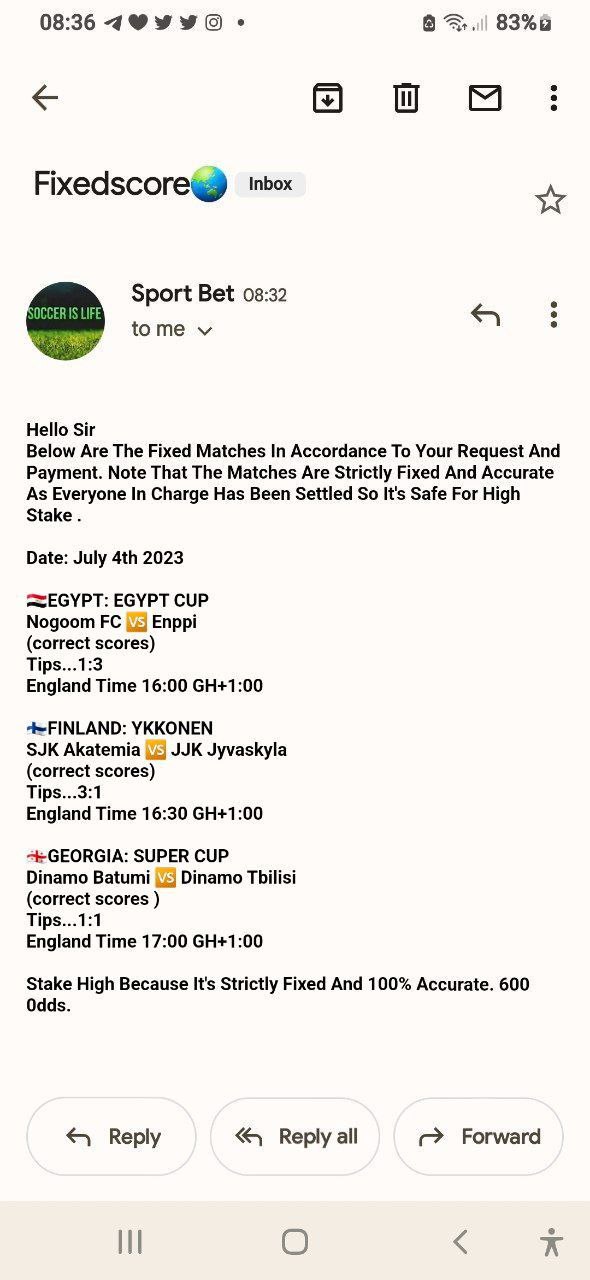 08:36
83%
Fixedscore🌏 Inbox
SOCCER IS LIFE
Sport Bet 08:32
to me
Hello Sir
Below Are The Fixed Matches In Accordance To Your Request And
Payment. Note That The Matches Are Strictly Fixed And Accurate
As Everyone In Charge Has Been Settled So It's Safe For High
Stake .
Date: July 4th 2023
🇪🇬EGYPT: EGYPT CUP
Nogoom FC 🆚 Enppi
(correct scores)
Tips...1:3
England Time 16:00 GH+1:00
🇫🇮FINLAND: YKKONEN
SJK Akatemia 🆚 JJK Jyvaskyla
(correct scores)
Tips...3:1
England Time 16:30 GH+1:00
🇬🇪GEORGIA: SUPER CUP
Dinamo Batumi 🆚 Dinamo Tbilisi
(correct scores )
Tips...1:1
England Time 17:00 GH+1:00
Stake High Because It's Strictly Fixed And 100% Accurate. 600
0dds.
Reply
Reply all
Forward